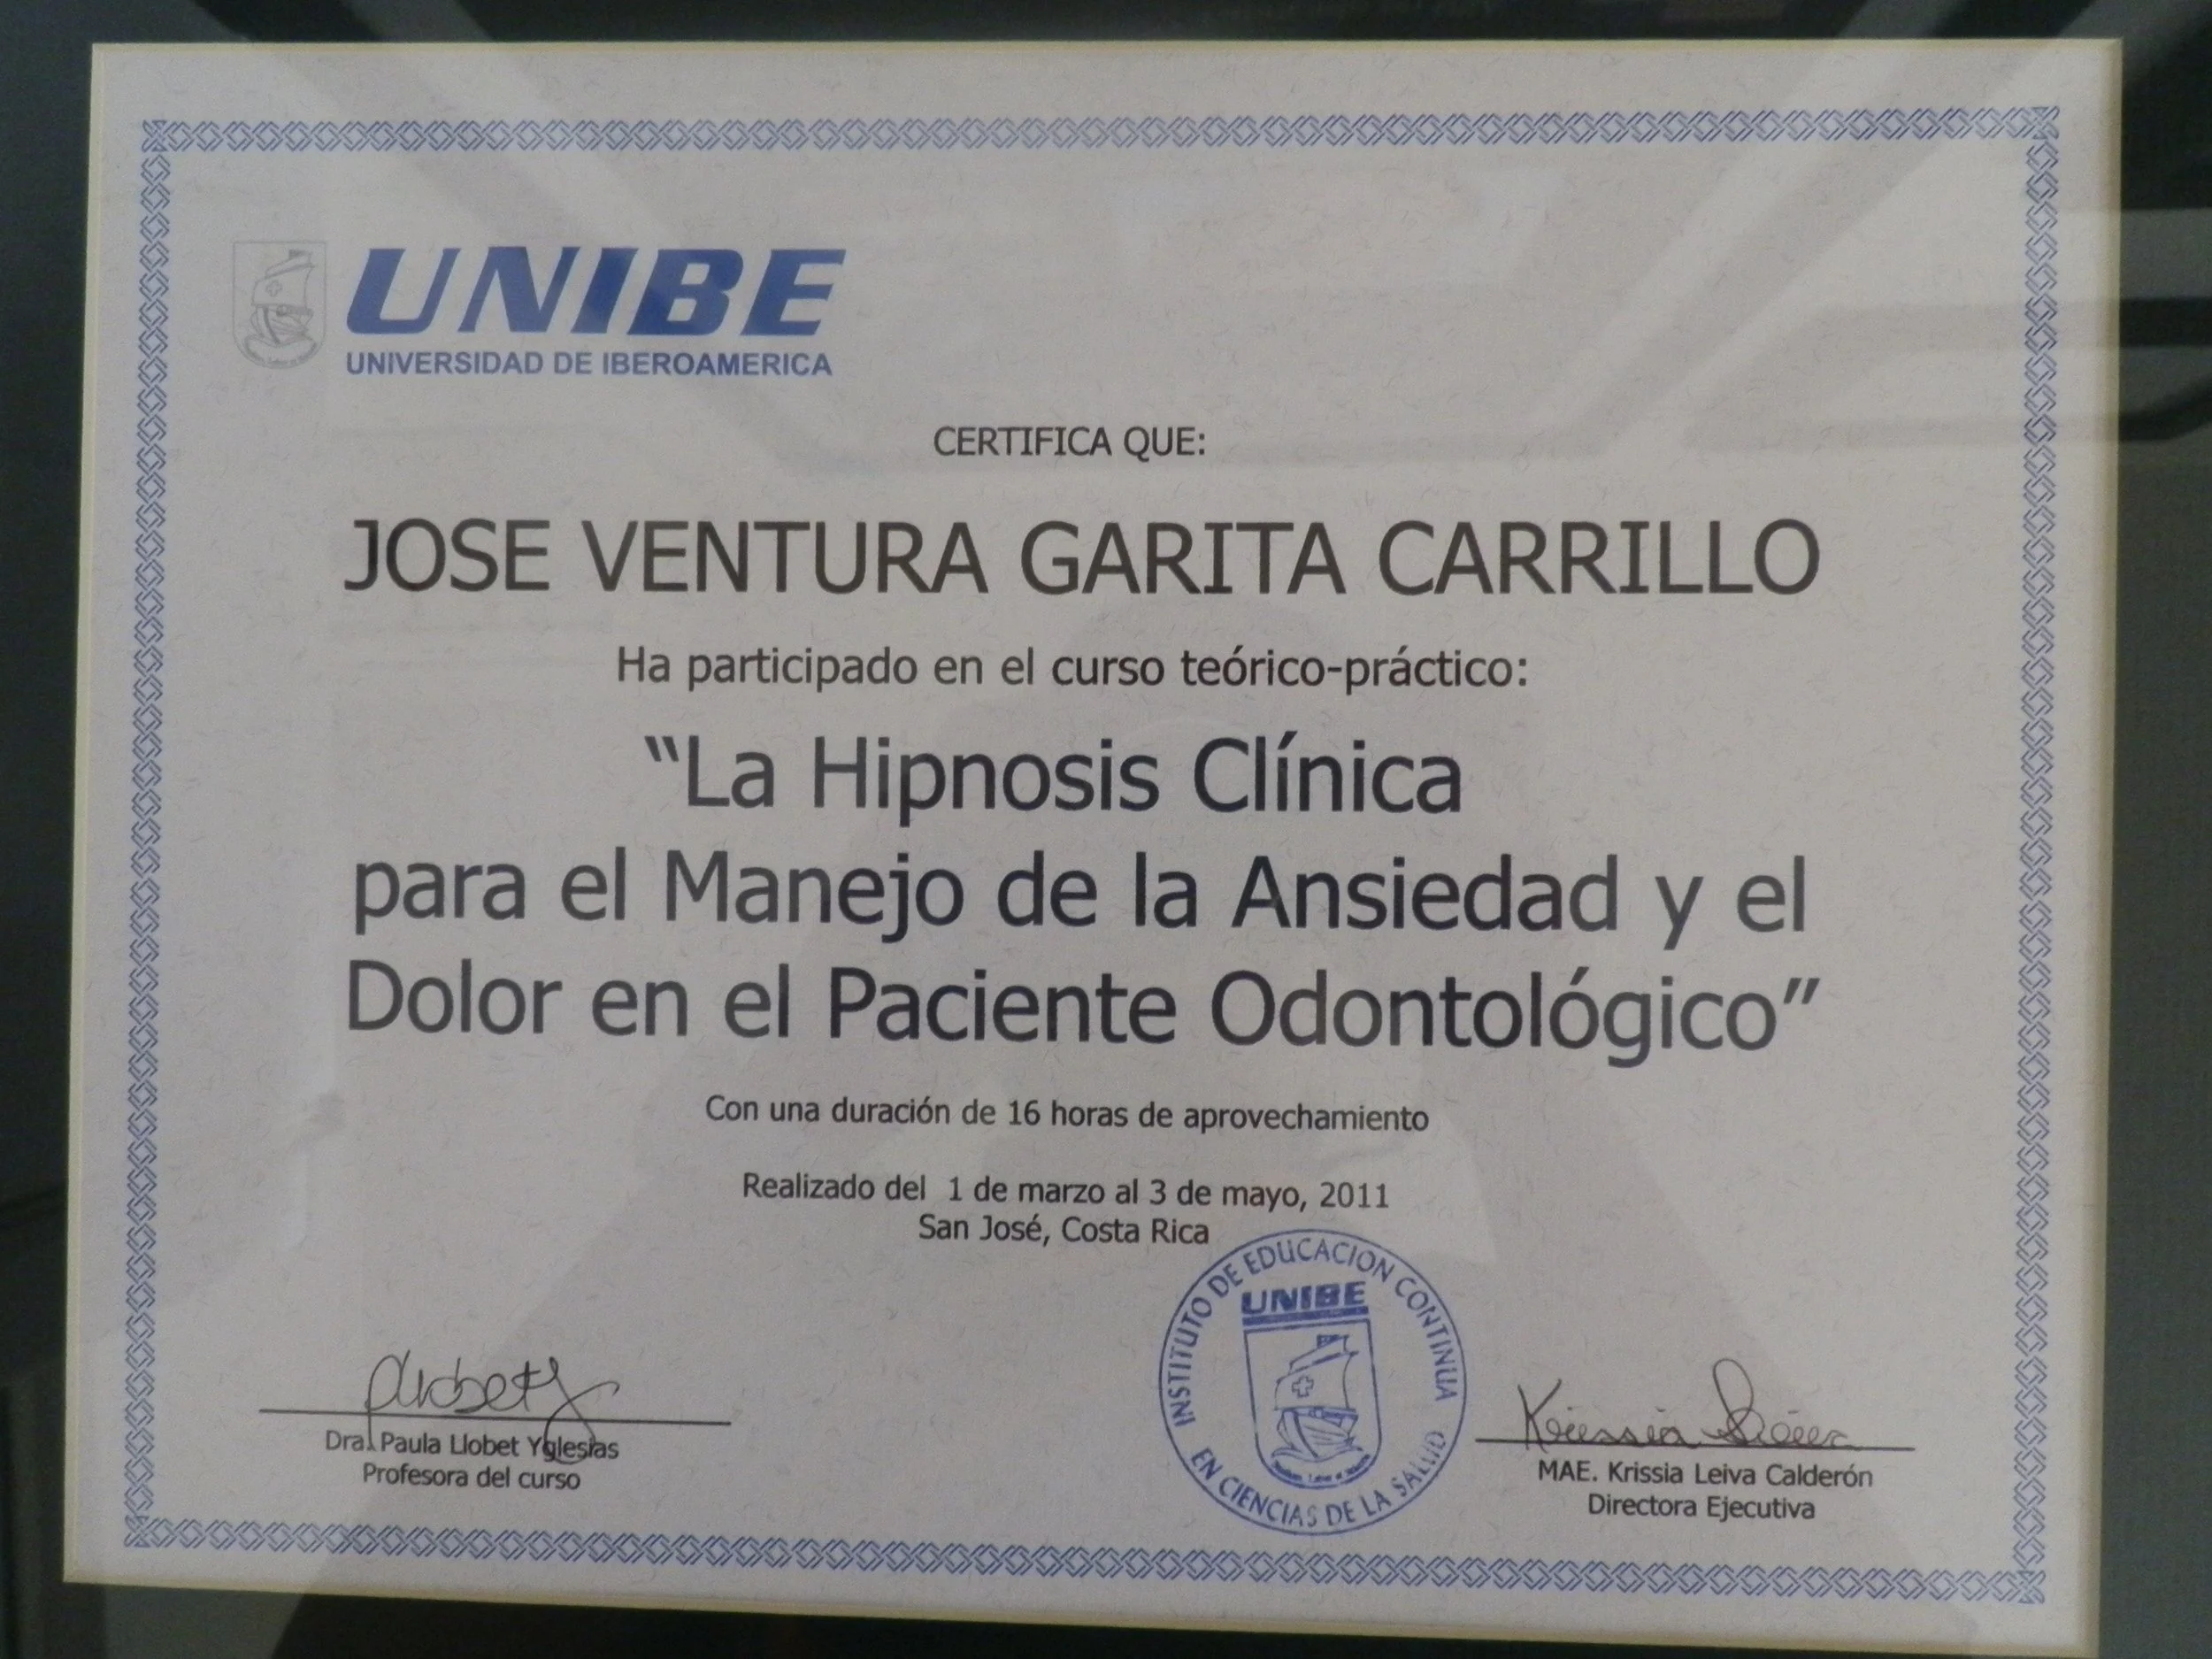 UNIBE
UNIVERSIDAD DE IBEROAMERICA
CERTIFICA QUE:
JOSE VENTURA GARITA CARRILLO
Ha participado en el curso teórico-práctico:
“La Hipnosis Clínica
para el Manejo de la Ansiedad y el
Dolor en el Paciente Odontológico”
Con una duración de 16 horas de aprovechamiento
Realizado del 1 de marzo al 3 de mayo, 2011
San José, Costa Rica
INSTITUTO DE EDUCACION CONTINUA
UNIBE
EN CIENCIAS DE LA SALUD
Dra. Paula Llobet Yglesias
Profesora del curso
Krissia Leiva
MAE. Krissia Leiva Calderón
Directora Ejecutiva